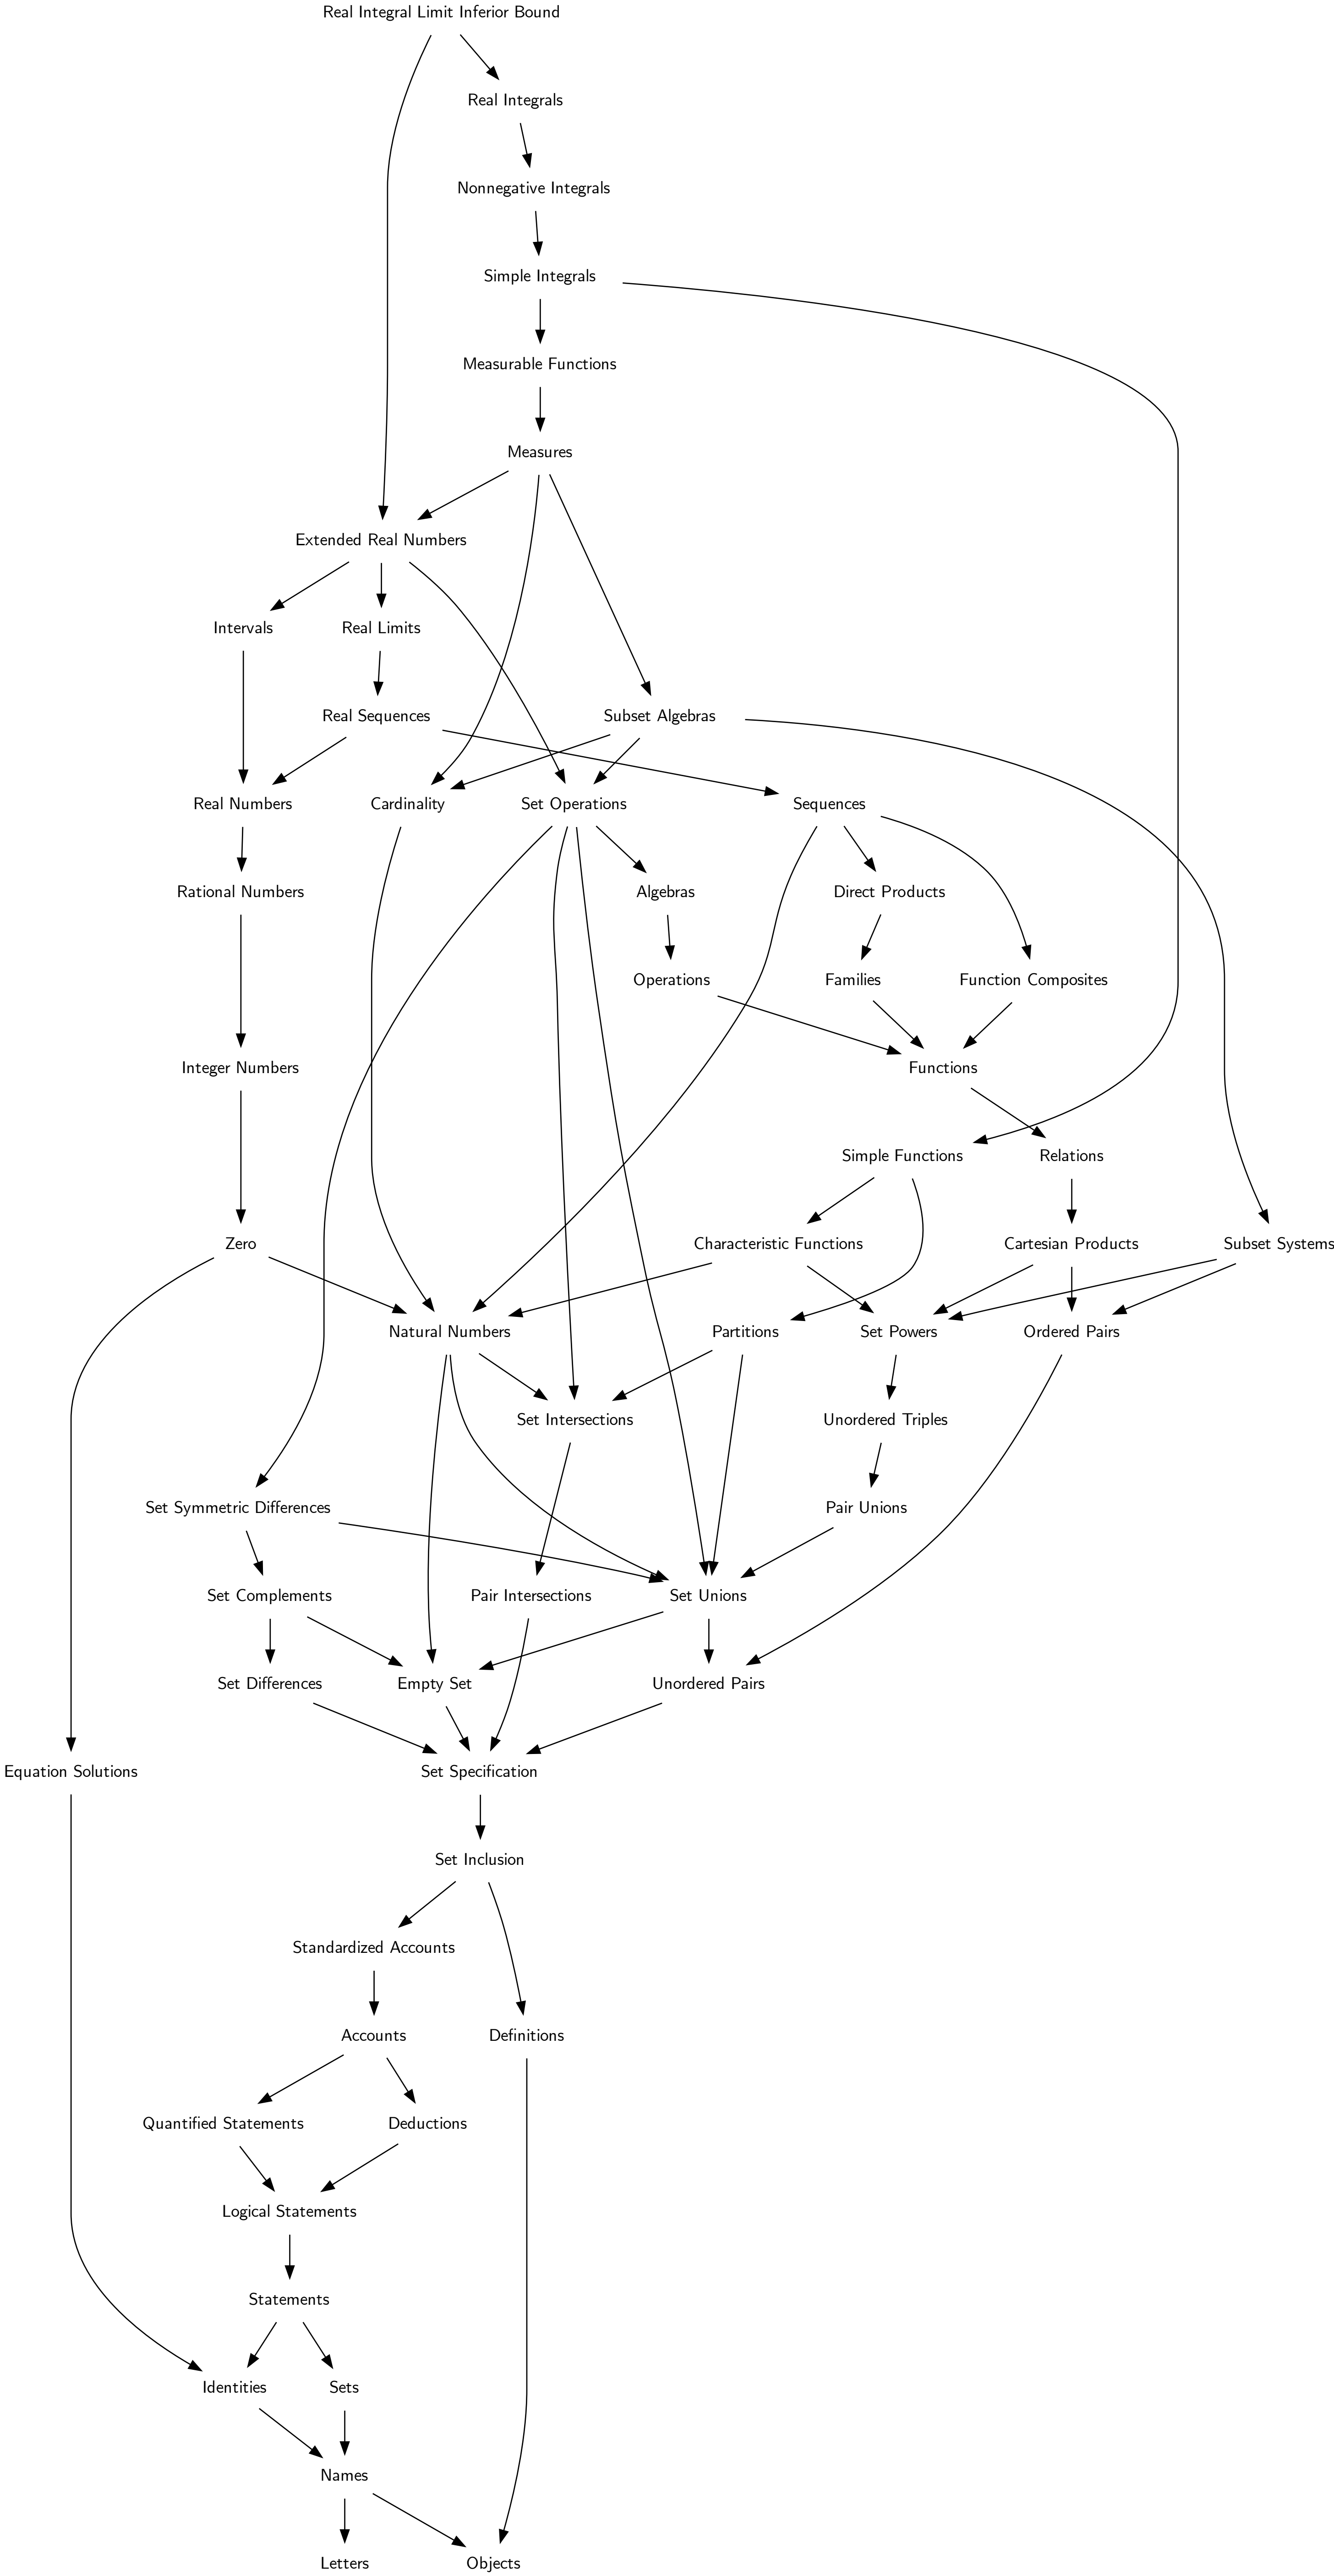 Real Integral Limit Inferior Bound
Real Integrals
Nonnegative Integrals
Simple Integrals
Measurable Functions
Measures
Extended Real Numbers
Intervals
Real Limits
Real Sequences
Subset Algebras
Real Numbers
Cardinality
Set Operations
Sequences
Rational Numbers
Algebras
Direct Products
Operations
Families
Function Composites
Integer Numbers
Functions
Simple Functions
Relations
Zero
Characteristic Functions
Cartesian Products
Subset Systems
Natural Numbers
Partitions
Set Powers
Ordered Pairs
Set Intersections
Unordered Triples
Set Symmetric Differences
Pair Unions
Set Complements
Pair Intersections
Set Unions
Set Differences
Empty Set
Unordered Pairs
Equation Solutions
Set Specification
Set Inclusion
Standardized Accounts
Accounts
Definitions
Quantified Statements
Deductions
Logical Statements
Statements
Identities
Sets
Names
Letters
Objects